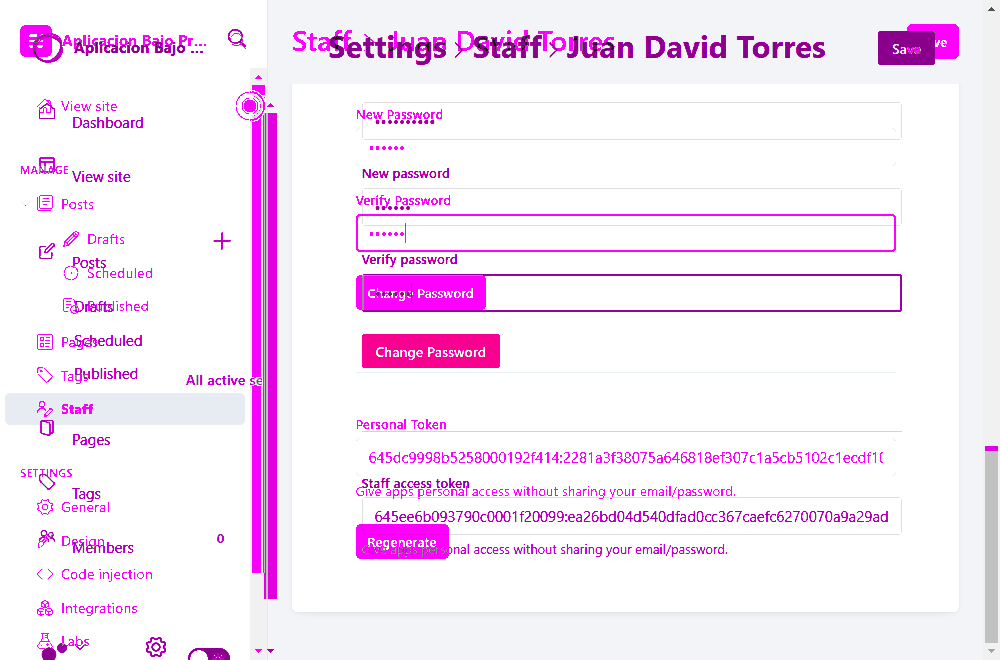 Aplicacion Bajo Pr...
Aplicacion Bajo ...
Staff › Juan David Torres
Settings › Staff › Juan David Torres
Save
View site
Dashboard
MANAGE
View site
Posts
Drafts
Posts
Scheduled
Published
Drafts
Pages
Scheduled
Tags
Published
All active se
Staff
Pages
SETTINGS
Tags
General
Design
Members
0
Code injection
Integrations
Labs
New Password
New password
Verify Password
Verify password
Change Password
Change Password
Personal Token
645dc9998b5258000192f414:2281a3f38075a646818ef307c1a5cb5102c1ecdf10
Staff access token
Give apps personal access without sharing your email/password.
645ee6b093790c0001f20099:ea26bd04d540dfad0cc367caefc6270070a9a29ad
Regenerate
Give apps personal access without sharing your email/password.